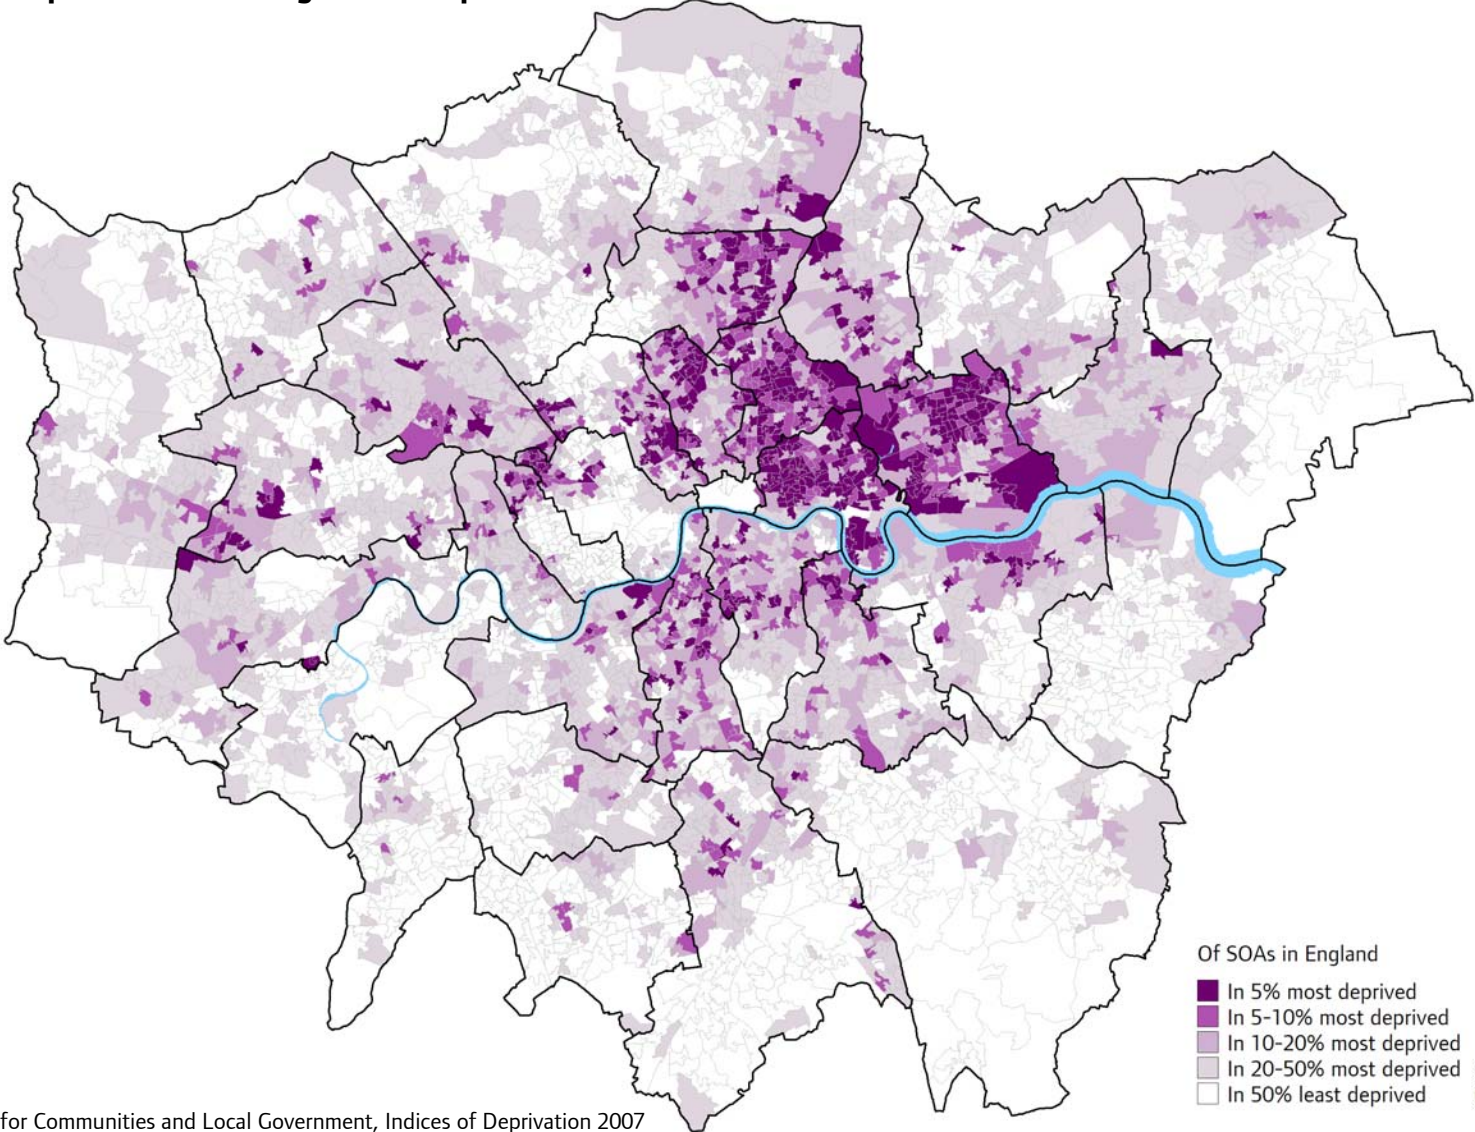 Of SOAs in England
In 5% most deprived
In 5-10% most deprived
In 10-20% most deprived
In 20-50% most deprived
In 50% least deprived
for Communities and Local Government, Indices of Deprivation 2007